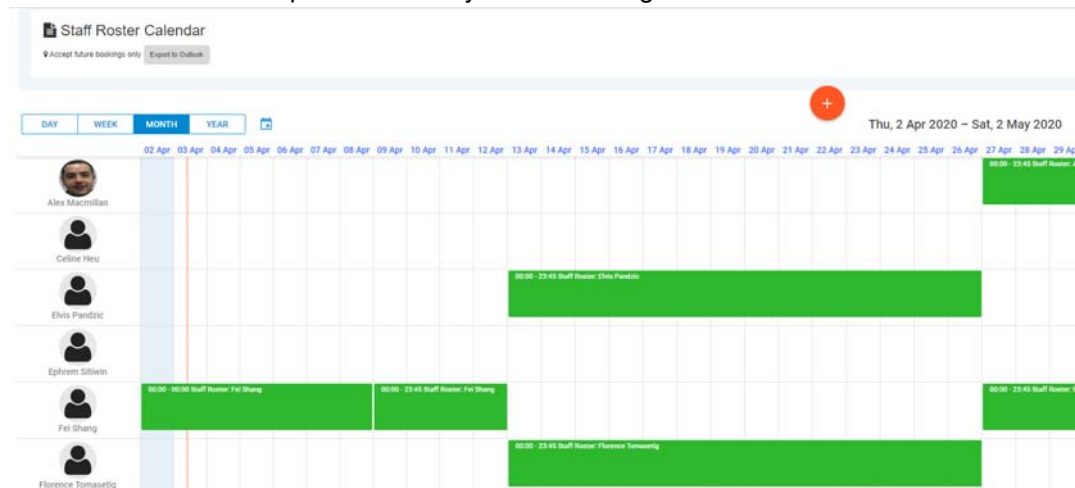 Staff Roster Calendar
Accept future bookings only Export to Outlook
DAY WEEK MONTH YEAR
Thu, 2 Apr 2020 – Sat, 2 May 2020
02 Apr 03 Apr 04 Apr 05 Apr 06 Apr 07 Apr 08 Apr 09 Apr 10 Apr 11 Apr 12 Apr 13 Apr 14 Apr 15 Apr 16 Apr 17 Apr 18 Apr 19 Apr 20 Apr 21 Apr 22 Apr 23 Apr 24 Apr 25 Apr 26 Apr 27 Apr 28 Apr 29
00:00 - 23:45 Staff Roster:
Alex Macmillan
Celine Heu
00:00 - 23:45 Staff Roster: Elvis Pandzic
Elvis Pandzic
Ephrem Sitiwin
00:00 - 00:00 Staff Roster: Fei Shang 00:00 - 23:45 Staff Roster: Fei Shang 00:00 - 23:45 Staff Roster:
Fei Shang
00:00 - 23:45 Staff Roster: Florence Tomasetig
Florence Tomasetig